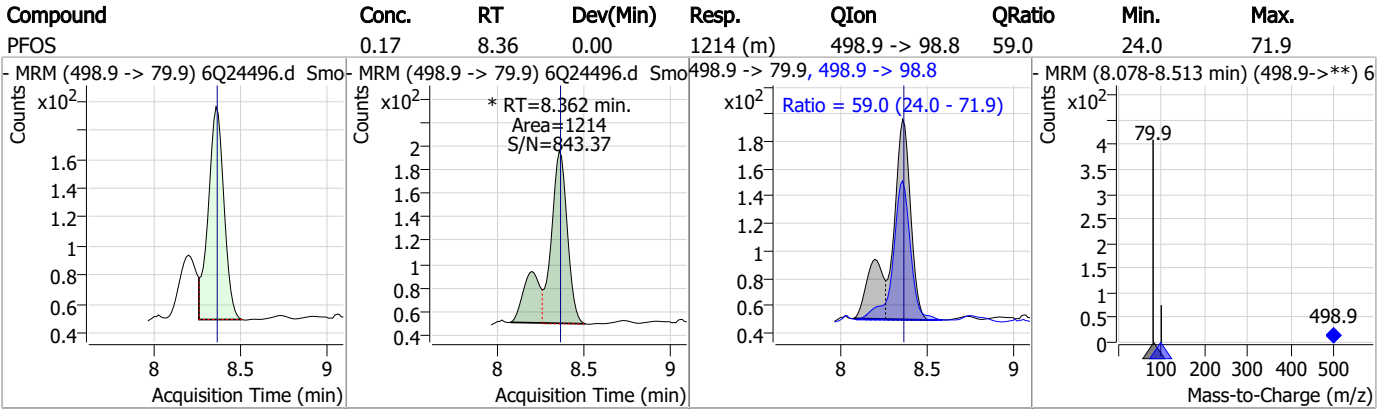 Compound Conc. RT Dev(Min) Resp. QIon QRatio Min. Max.
PFOS 0.17 8.36 0.00 1214 (m) 498.9 -> 98.8 59.0 24.0 71.9
- MRM (498.9 -> 79.9) 6Q24496.d Smo
Counts
x10²
1.6
1.4
1.2
1
0.8
0.6
0.4
8 8.5 9
Acquisition Time (min)
- MRM (498.9 -> 79.9) 6Q24496.d Smo
Counts
x10²
* RT=8.362 min.
Area=1214
S/N=843.37
2
1.8
1.6
1.4
1.2
1
0.8
0.6
0.4
8 8.5 9
Acquisition Time (min)
498.9 -> 79.9, 498.9 -> 98.8
x10²
Ratio = 59.0 (24.0 - 71.9)
1.8
1.6
1.4
1.2
1
0.8
0.6
0.4
8 8.5 9
Acquisition Time (min)
- MRM (8.078-8.513 min) (498.9->**) 6
Counts
x10²
79.9
4
3.5
3
2.5
2
1.5
1
0.5
0
498.9
100 200 300 400 500
Mass-to-Charge (m/z)